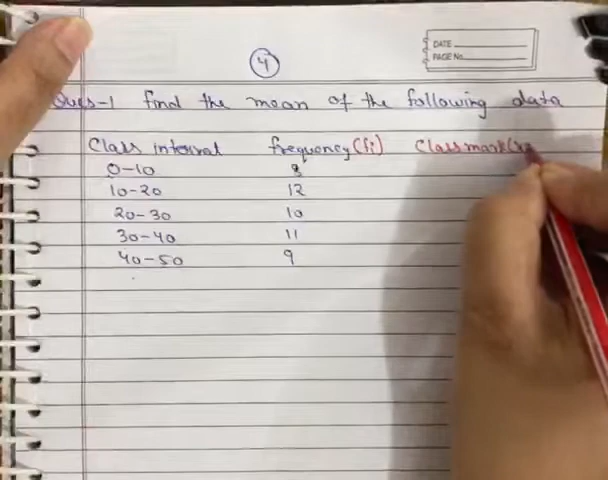 4
DATE
PAGE No.
Ques-1 find the mean of the following data
Class interval frequency (fi) Class mark (x
0-10 8
10-20 12
20-30 10
30-40 11
40-50 9